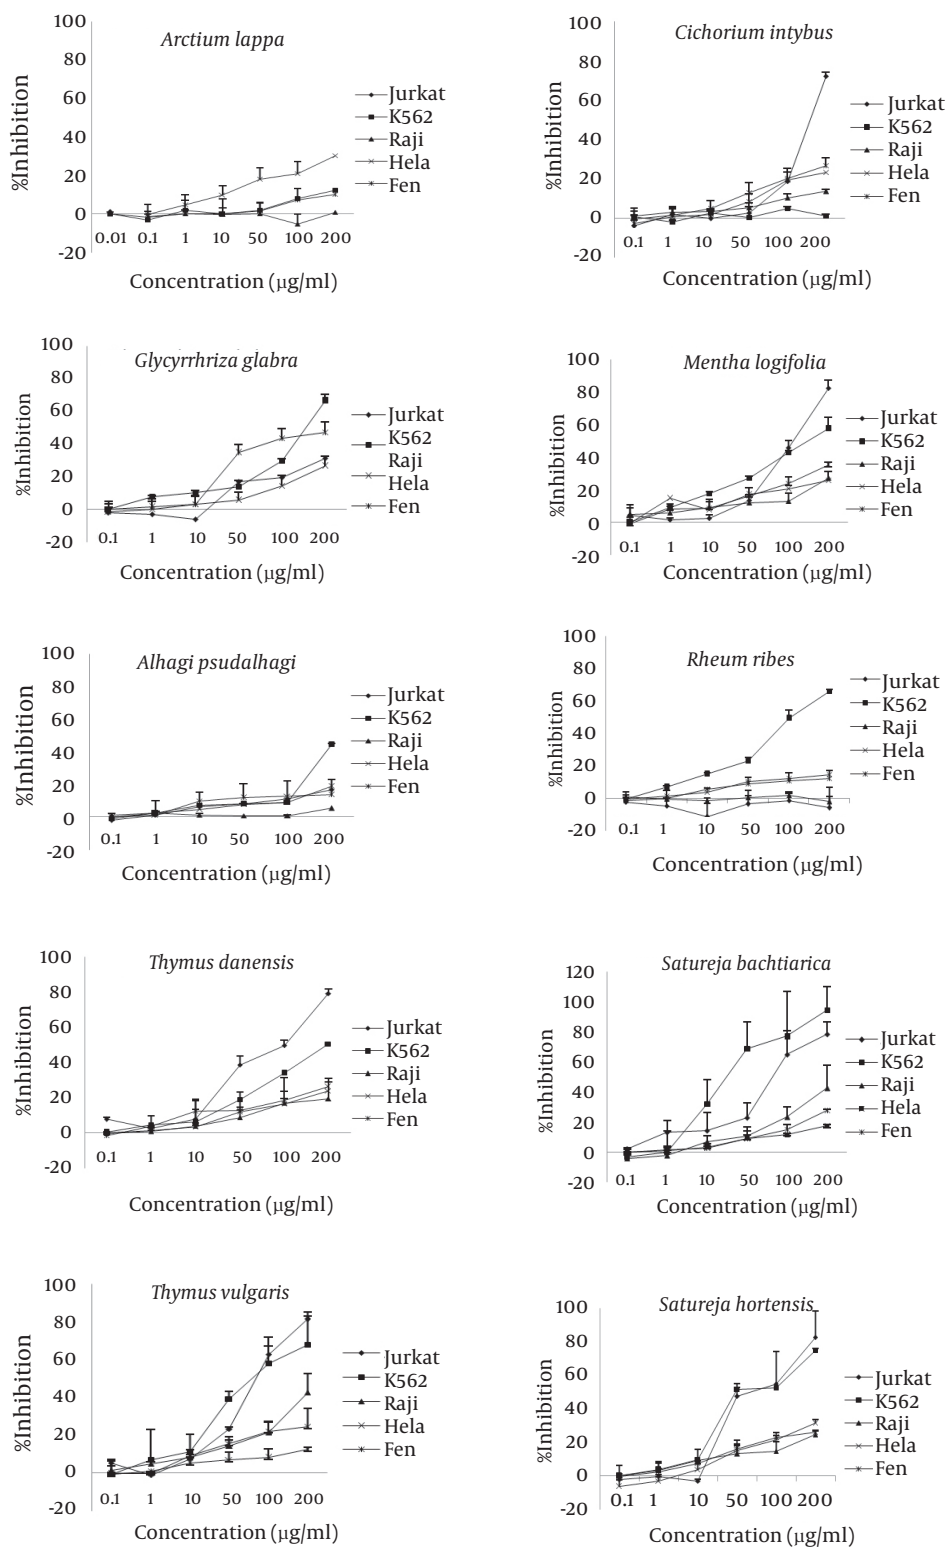 Arctium lappa
%Inhibition
100
80
60
40
20
0
-20
0.01 0.1 1 10 50 100 200
Concentration (µg/ml)
Jurkat
K562
Raji
Hela
Fen
Cichorium intybus
%Inhibition
100
80
60
40
20
0
-20
0.1 1 10 50 100 200
Concentration (µg/ml)
Jurkat
K562
Raji
Hela
Fen
Glycyrrhriza glabra
%Inhibition
100
80
60
40
20
0
-20
0.1 1 10 50 100 200
Concentration (µg/ml)
Jurkat
K562
Raji
Hela
Fen
Mentha logifolia
%Inhibition
100
80
60
40
20
0
-20
0.1 1 10 50 100 200
Concentration (µg/ml)
Jurkat
K562
Raji
Hela
Fen
Alhagi psudalhagi
%Inhibition
100
80
60
40
20
0
-20
0.1 1 10 50 100 200
Concentration (µg/ml)
Jurkat
K562
Raji
Hela
Fen
Rheum ribes
%Inhibition
100
80
60
40
20
0
-20
0.1 1 10 50 100 200
Concentration (µg/ml)
Jurkat
K562
Raji
Hela
Fen
Thymus danensis
%Inhibition
100
80
60
40
20
0
-20
0.1 1 10 50 100 200
Concentration (µg/ml)
Jurkat
K562
Raji
Hela
Fen
Satureja bachtiarica
%Inhibition
120
100
80
60
40
20
0
-20
0.1 1 10 50 100 200
Concentration (µg/ml)
Jurkat
K562
Raji
Hela
Fen
Thymus vulgaris
%Inhibition
100
80
60
40
20
0
-20
0.1 1 10 50 100 200
Concentration (µg/ml)
Jurkat
K562
Raji
Hela
Fen
Satureja hortensis
%Inhibition
100
80
60
40
20
0
-20
0.1 1 10 50 100 200
Concentration (µg/ml)
Jurkat
K562
Raji
Hela
Fen